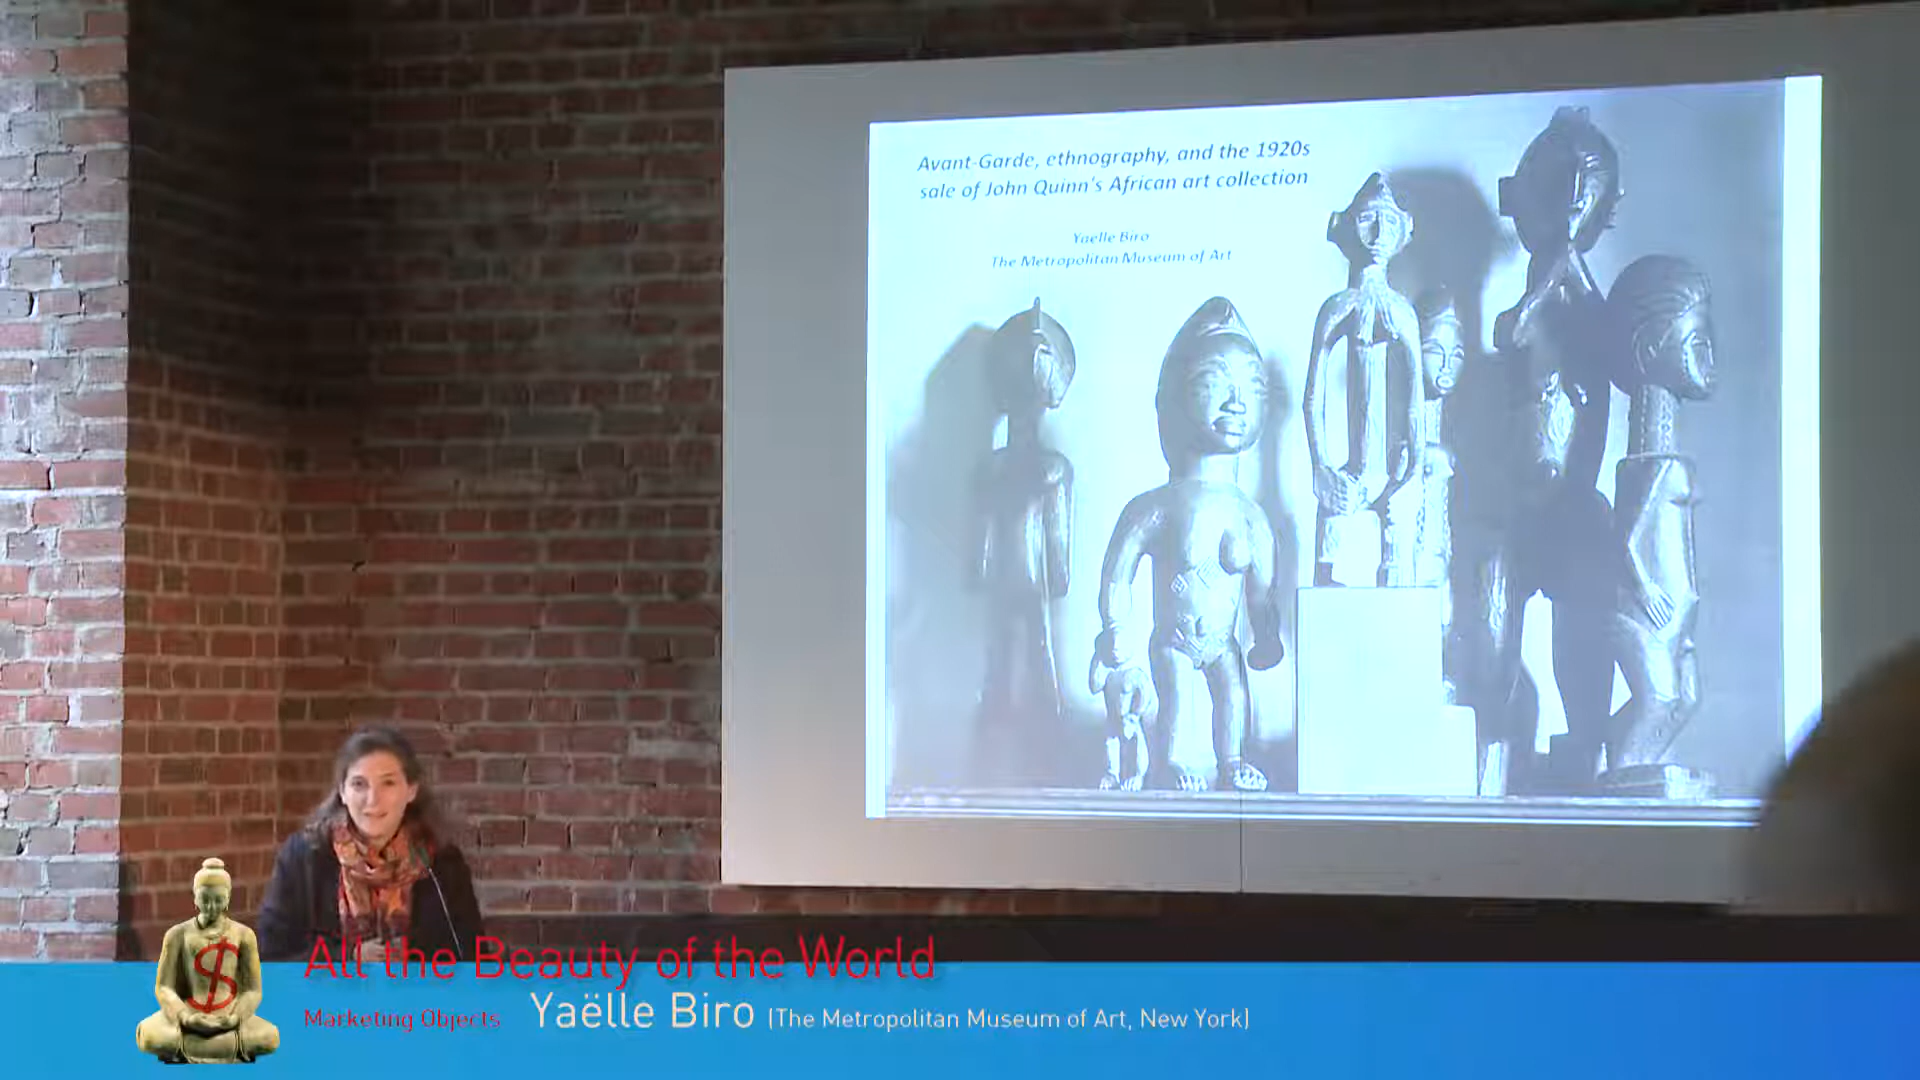 Avant-Garde, ethnography, and the 1920s
sale of John Quinn's African art collection
Yaelle Biro
The Metropolitan Museum of Art
$
All the Beauty of the World
Marketing Objects Yaëlle Biro (The Metropolitan Museum of Art, New York)